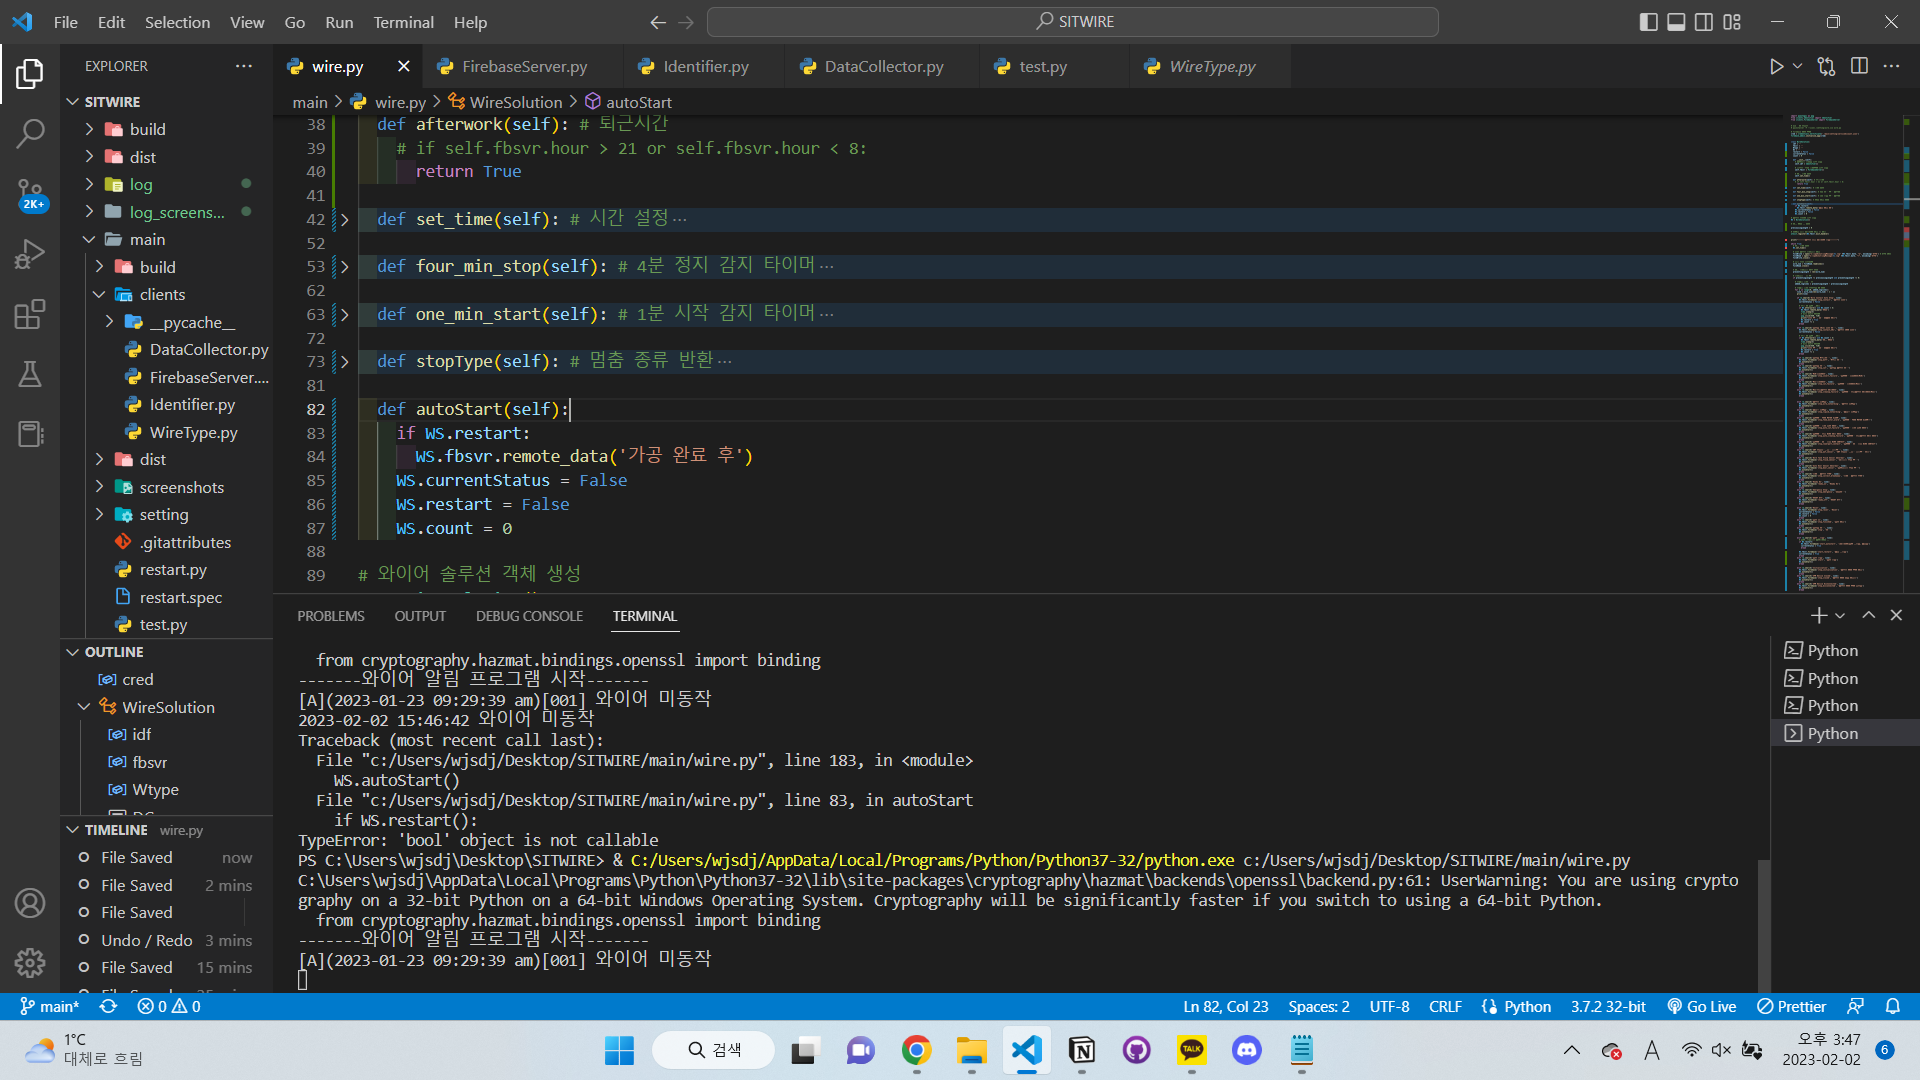 File Edit Selection View Go Run Terminal Help
SITWIRE
EXPLORER
SITWIRE
build
dist
log
log_screens...
main
build
clients
__pycache__
DataCollector.py
FirebaseServer....
Identifier.py
WireType.py
dist
screenshots
setting
.gitattributes
restart.py
restart.spec
test.py
2K+
OUTLINE
cred
WireSolution
idf
fbsvr
Wtype
TIMELINE wire.py
File Saved now
File Saved 2 mins
File Saved
Undo / Redo 3 mins
File Saved 15 mins
wire.py FirebaseServer.py Identifier.py DataCollector.py test.py WireType.py
main > wire.py > WireSolution > autoStart
38 def afterwork(self): # 퇴근시간
39 # if self.fbsvr.hour > 21 or self.fbsvr.hour < 8:
40 return True
41
42 def set_time(self): # 시간 설정···
52
53 def four_min_stop(self): # 4분 정지 감지 타이머···
62
63 def one_min_start(self): # 1분 시작 감지 타이머···
72
73 def stopType(self): # 멈춤 종류 반환···
81
82 def autoStart(self):
83 if WS.restart:
84 WS.fbsvr.remote_data('가공 완료 후')
85 WS.currentStatus = False
86 WS.restart = False
87 WS.count = 0
88
89 # 와이어 솔루션 객체 생성
PROBLEMS OUTPUT DEBUG CONSOLE TERMINAL
from cryptography.hazmat.bindings.openssl import binding
-------와이어 알림 프로그램 시작-------
[A](2023-01-23 09:29:39 am)[001] 와이어 미동작
2023-02-02 15:46:42 와이어 미동작
Traceback (most recent call last):
File "c:/Users/wjsdj/Desktop/SITWIRE/main/wire.py", line 183, in <module>
WS.autoStart()
File "c:/Users/wjsdj/Desktop/SITWIRE/main/wire.py", line 83, in autoStart
if WS.restart():
TypeError: 'bool' object is not callable
PS C:\Users\wjsdj\Desktop\SITWIRE> & C:/Users/wjsdj/AppData/Local/Programs/Python/Python37-32/python.exe c:/Users/wjsdj/Desktop/SITWIRE/main/wire.py
C:\Users\wjsdj\AppData\Local\Programs\Python\Python37-32\lib\site-packages\cryptography\hazmat\backends\openssl\backend.py:61: UserWarning: You are using crypto
graphy on a 32-bit Python on a 64-bit Windows Operating System. Cryptography will be significantly faster if you switch to using a 64-bit Python.
from cryptography.hazmat.bindings.openssl import binding
-------와이어 알림 프로그램 시작-------
[A](2023-01-23 09:29:39 am)[001] 와이어 미동작
Python
Python
Python
Python
main* 0 0 Ln 82, Col 23 Spaces: 2 UTF-8 CRLF Python 3.7.2 32-bit Go Live Prettier
1°C
대체로 흐림
검색
TALK
A
오후 3:47
2023-02-02
6